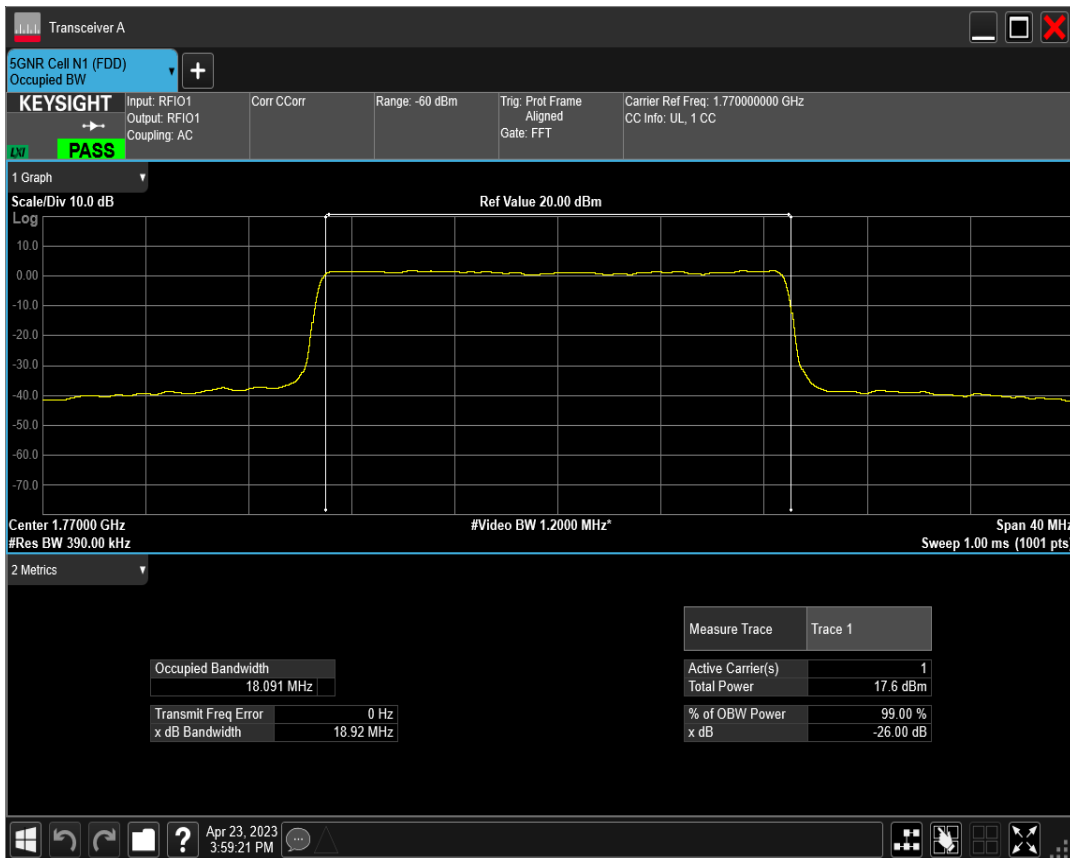 Transceiver A
5GNR Cell N1 (FDD)
Occupied BW
+
KEYSIGHT
LXI
PASS
Input: RFIO1
Output: RFIO1
Coupling: AC
Corr CCorr
Range: -60 dBm
Trig: Prot Frame
Aligned
Gate: FFT
Carrier Ref Freq: 1.770000000 GHz
CC Info: UL, 1 CC
1 Graph
Scale/Div 10.0 dB
Ref Value 20.00 dBm
Log
10.0
0.00
-10.0
-20.0
-30.0
-40.0
-50.0
-60.0
-70.0
Center 1.77000 GHz
#Video BW 1.2000 MHz*
Span 40 MHz
#Res BW 390.00 kHz
Sweep 1.00 ms (1001 pts)
2 Metrics
Measure Trace Trace 1
Occupied Bandwidth
18.091 MHz
Active Carrier(s) 1
Total Power 17.6 dBm
Transmit Freq Error 0 Hz
x dB Bandwidth 18.92 MHz
% of OBW Power 99.00 %
x dB -26.00 dB
?
Apr 23, 2023
3:59:21 PM